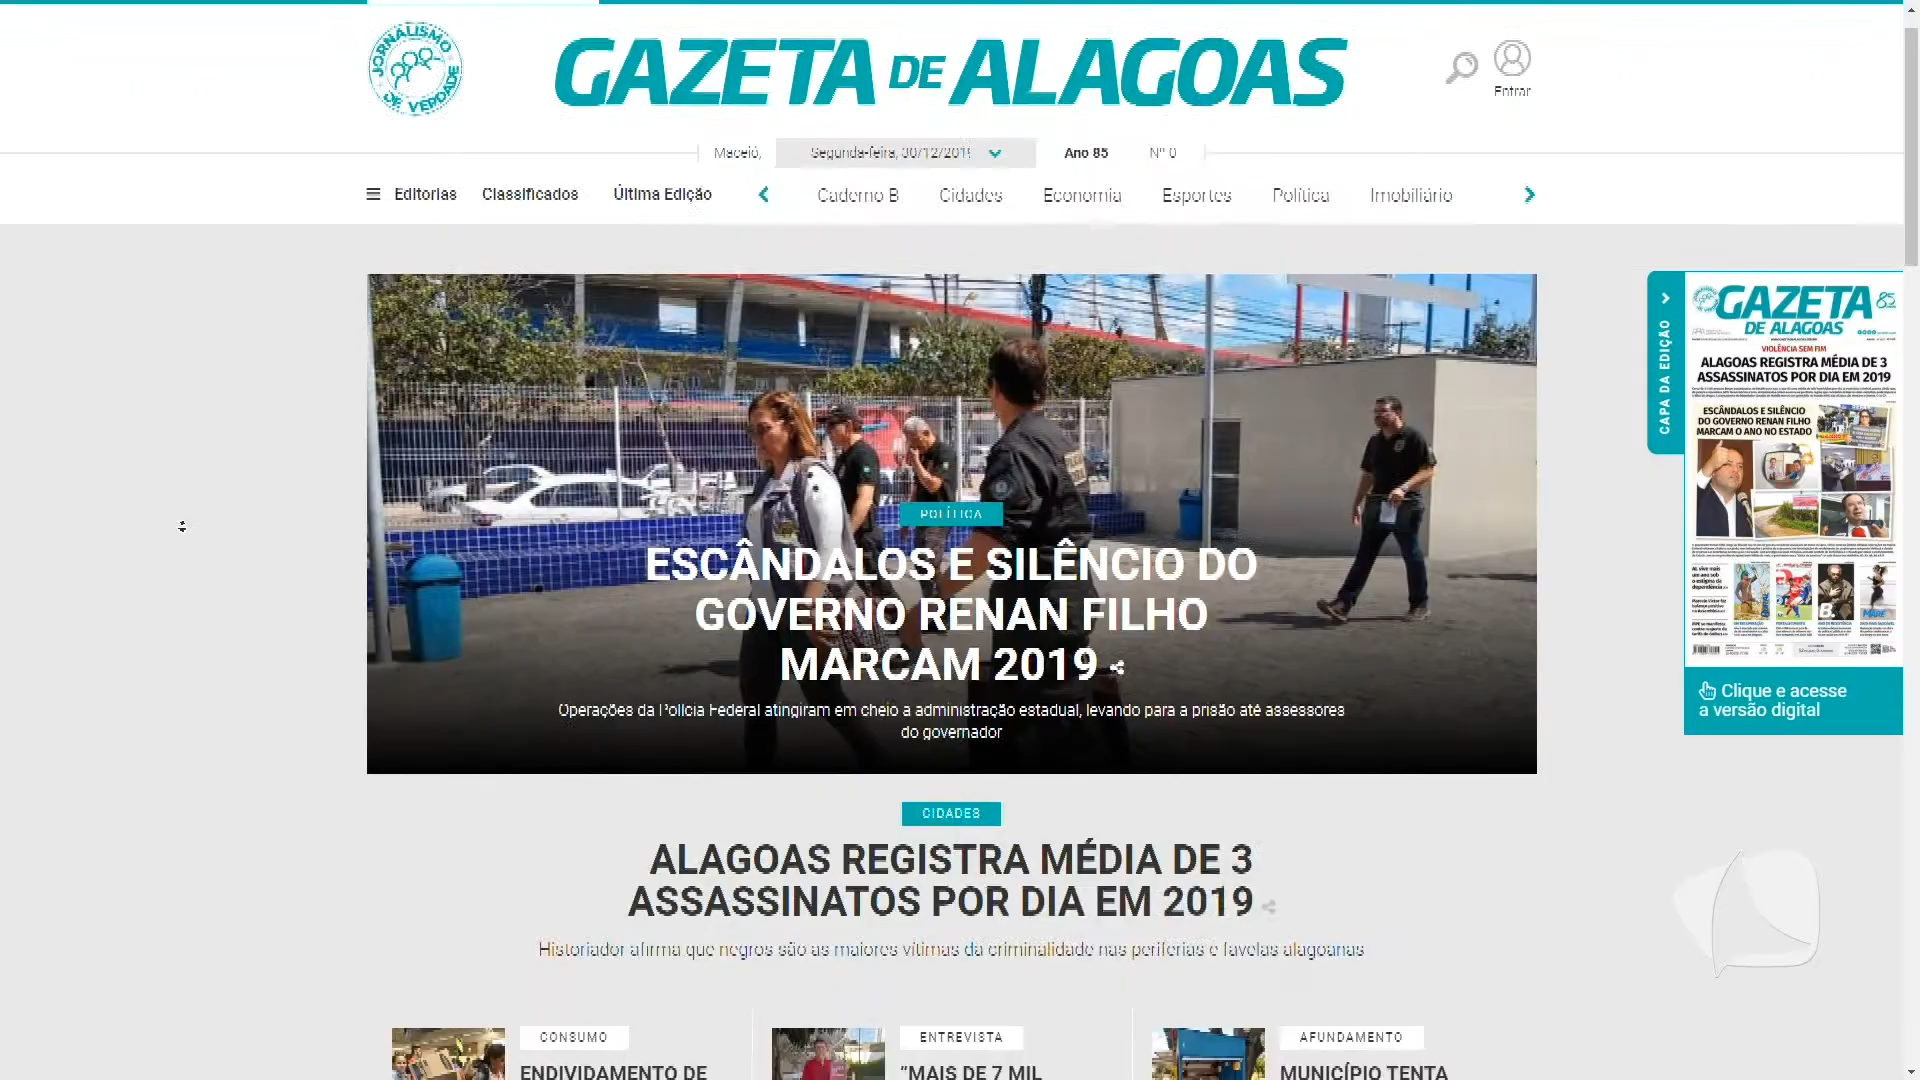 JORNALISMO
DE VERDADE
GAZETA DE ALAGOAS
Entrar
Maceió,
Segunda-feira, 30/12/2019
Ano 85
Nº 0
Editorias
Classificados
Última Edição
Caderno B
Cidades
Economia
Esportes
Política
Imobiliário
POLÍTICA
ESCÂNDALOS E SILÊNCIO DO
GOVERNO RENAN FILHO
MARCAM 2019
Operações da Polícia Federal atingiram em cheio a administração estadual, levando para a prisão até assessores
do governador
CAPA DA EDIÇÃO
GAZETA
85
DE ALAGOAS
VIOLÊNCIA SEM FIM
ALAGOAS REGISTRA MÉDIA DE 3
ASSASSINATOS POR DIA EM 2019
ESCÂNDALOS E SILÊNCIO
DO GOVERNO RENAN FILHO
MARCAM O ANO NO ESTADO
Clique e acesse
a versão digital
CIDADES
ALAGOAS REGISTRA MÉDIA DE 3
ASSASSINATOS POR DIA EM 2019
Historiador afirma que negros são as maiores vítimas da criminalidade nas periferias e favelas alagoanas
CONSUMO
ENDIVIDAMENTO DE
ENTREVISTA
“MAIS DE 7 MIL
AFUNDAMENTO
MUNICÍPIO TENTA